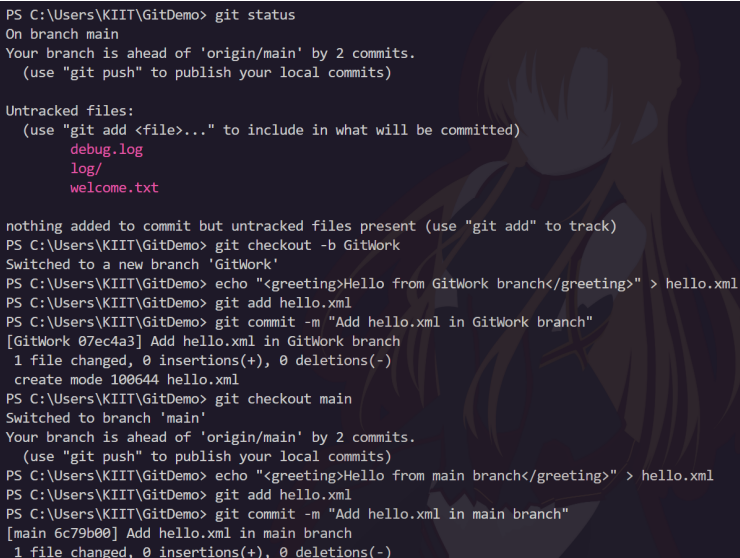 PS C:\Users\KIIT\GitDemo> git status
On branch main
Your branch is ahead of 'origin/main' by 2 commits.
  (use "git push" to publish your local commits)

Untracked files:
  (use "git add <file>..." to include in what will be committed)
        debug.log
        log/
        welcome.txt

nothing added to commit but untracked files present (use "git add" to track)
PS C:\Users\KIIT\GitDemo> git checkout -b GitWork
Switched to a new branch 'GitWork'
PS C:\Users\KIIT\GitDemo> echo "<greeting>Hello from GitWork branch</greeting>" > hello.xml
PS C:\Users\KIIT\GitDemo> git add hello.xml
PS C:\Users\KIIT\GitDemo> git commit -m "Add hello.xml in GitWork branch"
[GitWork 07ec4a3] Add hello.xml in GitWork branch
 1 file changed, 0 insertions(+), 0 deletions(-)
 create mode 100644 hello.xml
PS C:\Users\KIIT\GitDemo> git checkout main
Switched to branch 'main'
Your branch is ahead of 'origin/main' by 2 commits.
  (use "git push" to publish your local commits)
PS C:\Users\KIIT\GitDemo> echo "<greeting>Hello from main branch</greeting>" > hello.xml
PS C:\Users\KIIT\GitDemo> git add hello.xml
PS C:\Users\KIIT\GitDemo> git commit -m "Add hello.xml in main branch"
[main 6c79b00] Add hello.xml in main branch
 1 file changed, 0 insertions(+), 0 deletions(-)